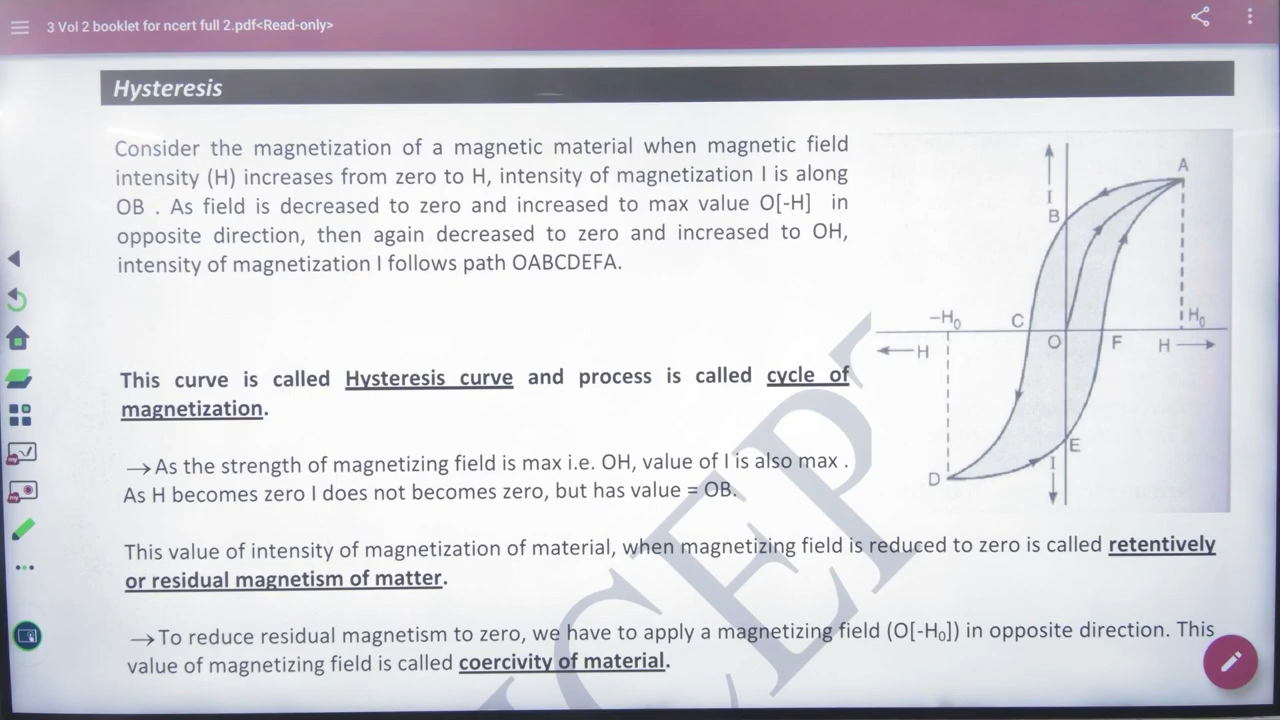 3 Vol 2 booklet for ncert full 2.pdf<Read-only>
Hysteresis
Consider the magnetization of a magnetic material when magnetic field
intensity (H) increases from zero to H, intensity of magnetization I is along
OB . As field is decreased to zero and increased to max value O[-H] in
opposite direction, then again decreased to zero and increased to OH,
intensity of magnetization I follows path OABCDEFA.
This curve is called Hysteresis curve and process is called cycle of
magnetization.
→As the strength of magnetizing field is max i.e. OH, value of I is also max .
As H becomes zero I does not becomes zero, but has value = OB.
This value of intensity of magnetization of material, when magnetizing field is reduced to zero is called retentively
or residual magnetism of matter.
→To reduce residual magnetism to zero, we have to apply a magnetizing field (O[-H₀]) in opposite direction. This
value of magnetizing field is called coercivity of material.
A
I
B
−H₀
C
H₀
←H
O
F
H→
E
I
D
NCEPT
my
my